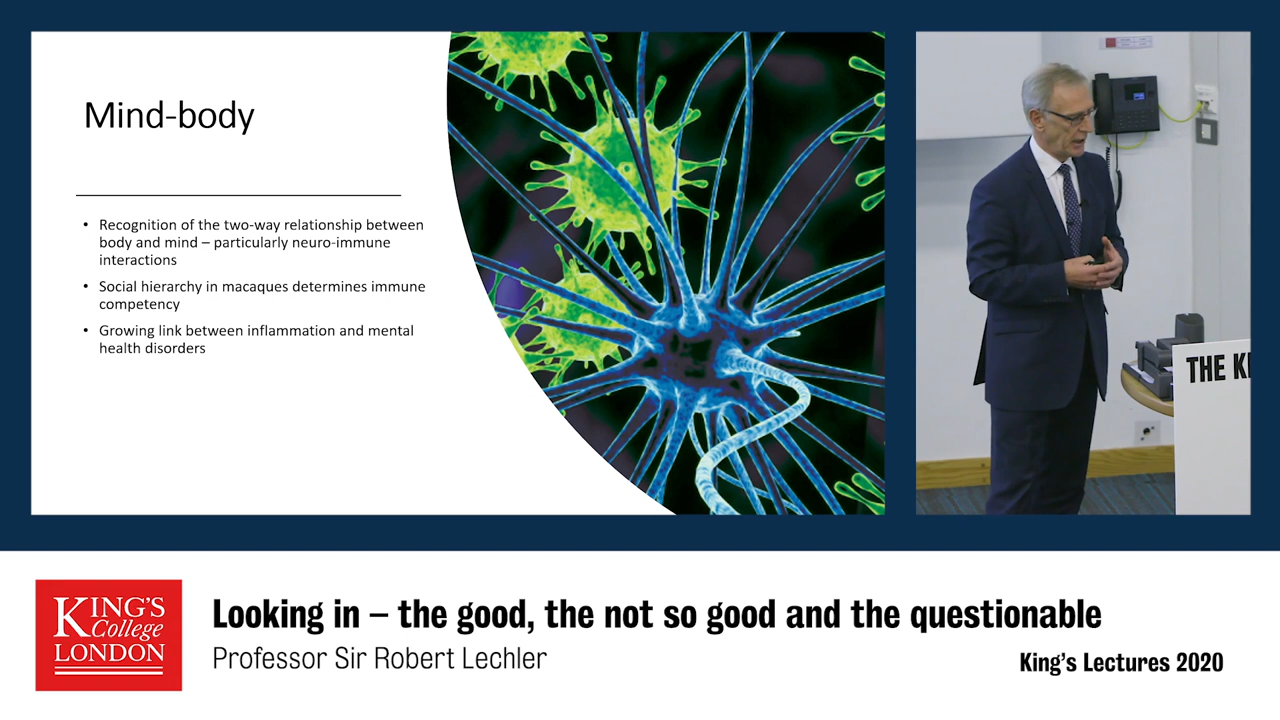 Mind-body
• Recognition of the two-way relationship between
body and mind – particularly neuro-immune
interactions
• Social hierarchy in macaques determines immune
competency
• Growing link between inflammation and mental
health disorders
THE KI
KING'S
College
LONDON
Looking in – the good, the not so good and the questionable
Professor Sir Robert Lechler
King's Lectures 2020